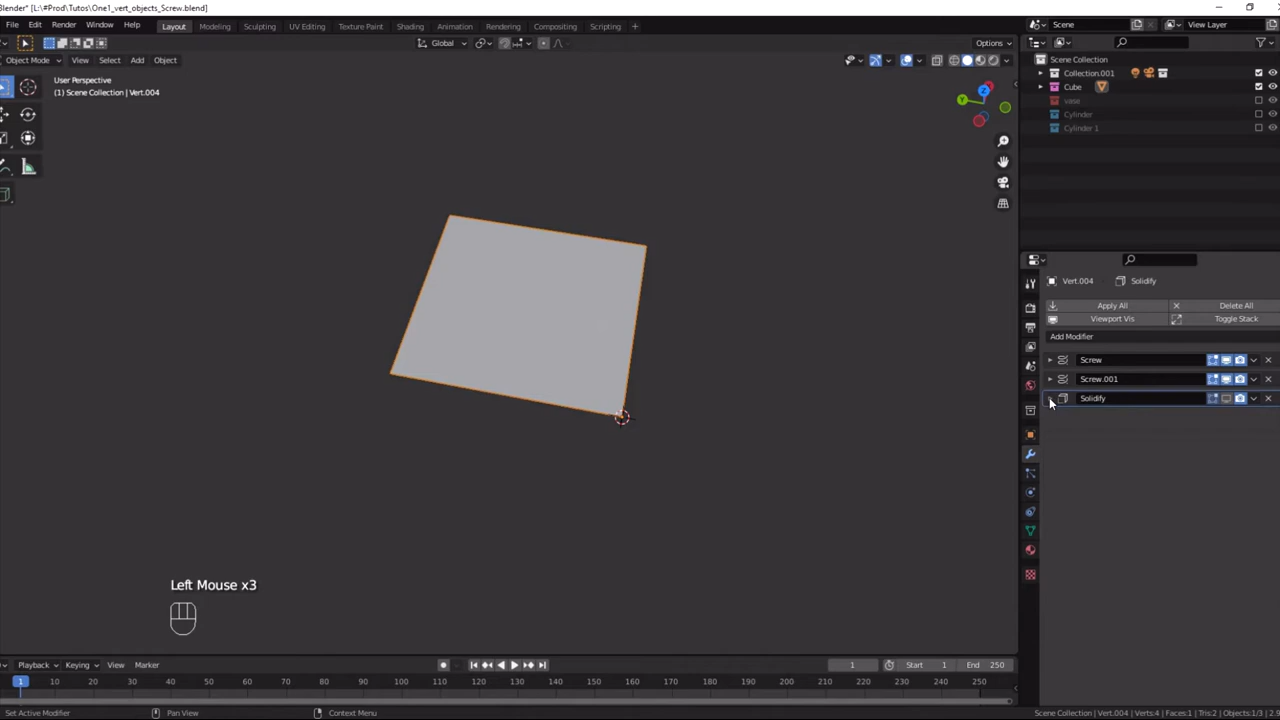 Blender* [L:\#Prod\Tutos\One1_vert_objects_Screw.blend]
File Edit Render Window Help Layout Modeling Sculpting UV Editing Texture Paint Shading Animation Rendering Compositing Scripting + Scene View Layer
Global Options
Object Mode View Select Add Object
User Perspective
(1) Scene Collection | Vert.004
Z
Y
Scene Collection
Collection.001
Cube
vase
Cylinder
Cylinder 1
Vert.004 Solidify
Apply All Delete All
Viewport Vis Toggle Stack
Add Modifier
Screw
Screw.001
Solidify
Left Mouse x3
Playback Keying View Marker 1 Start 1 End 250
1 10 20 30 40 50 60 70 80 90 100 110 120 130 140 150 160 170 180 190 200 210 220 230 240 250
Set Active Modifier Pan View Context Menu Scene Collection | Vert.004 | Verts:4 | Faces:1 | Tris:2 | Objects:1/3 | 2.9